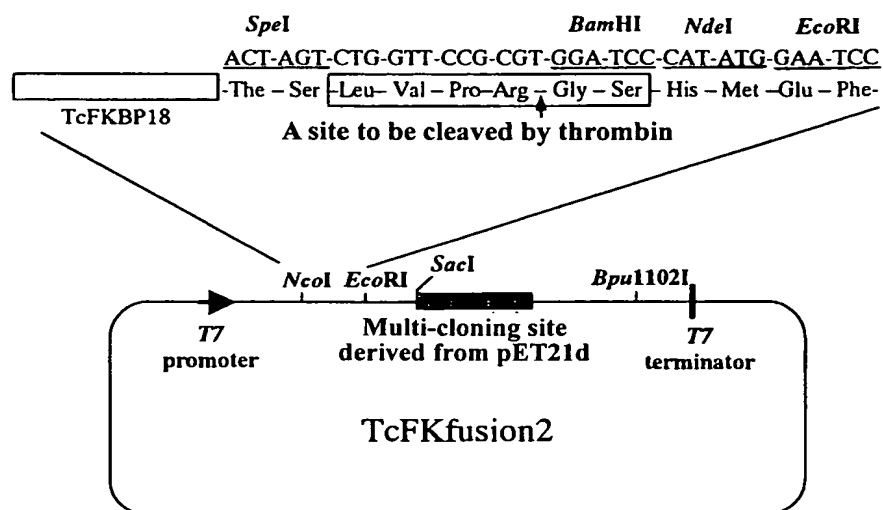 SpeI BamHI NdeI EcoRI
ACT-AGT-CTG-GTT-CCG-CGT-GGA-TCC-CAT-ATG-GAA-TCC
-The – Ser –Leu– Val – Pro–Arg –Gly – Ser – His – Met –Glu – Phe-
TcFKBP18
A site to be cleaved by thrombin
NcoI EcoRI SacI Bpu1102I
T7
promoter
Multi-cloning site
derived from pET21d
T7
terminator
TcFKfusion2